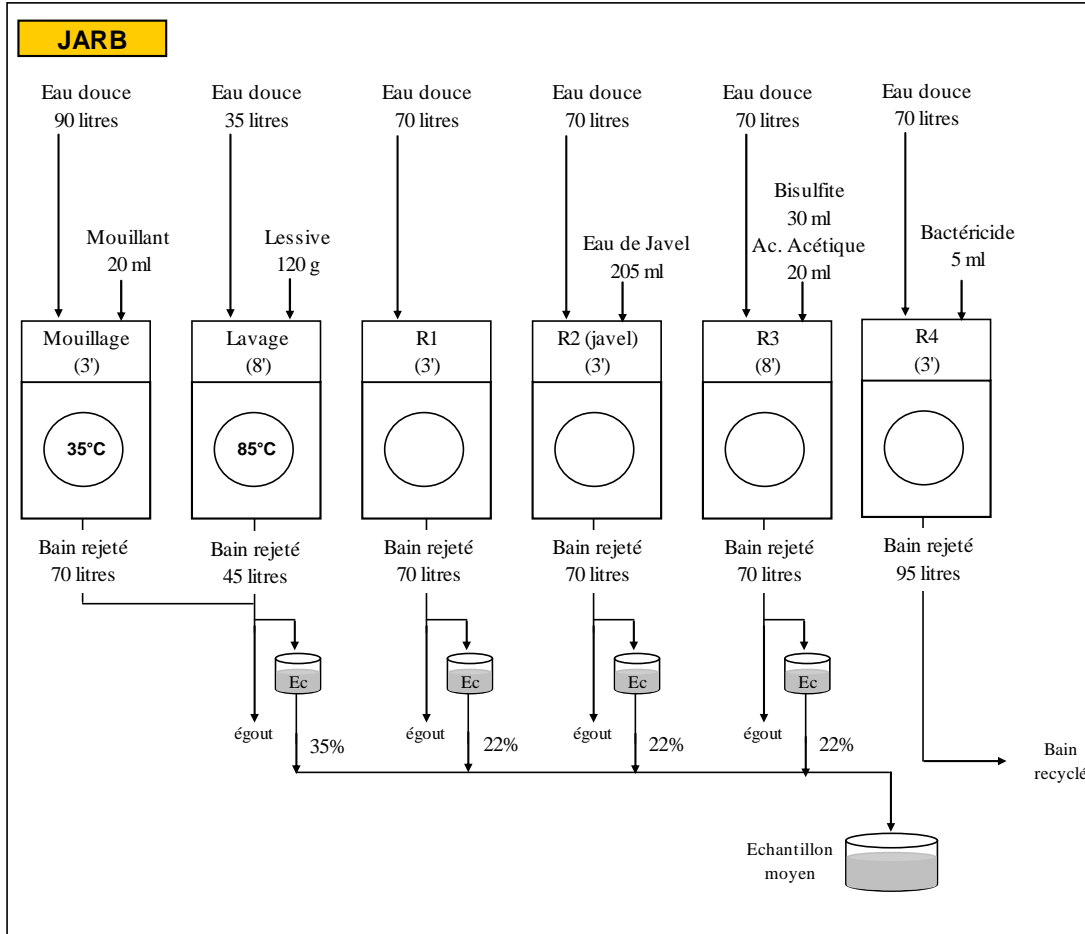 JARB
Eau douce
90 litres
Eau douce
35 litres
Eau douce
70 litres
Eau douce
70 litres
Eau douce
70 litres
Eau douce
70 litres
Mouillant
20 ml
Lessive
120 g
Eau de Javel
205 ml
Bisulfite
30 ml
Ac. Acétique
20 ml
Bactéricide
5 ml
Mouillage
(3')
Lavage
(8')
R1
(3')
R2 (javel)
(3')
R3
(8')
R4
(3')
35°C
85°C
Bain rejeté
70 litres
Bain rejeté
45 litres
Bain rejeté
70 litres
Bain rejeté
70 litres
Bain rejeté
70 litres
Bain rejeté
95 litres
Ec
Ec
Ec
Ec
égout
35%
égout
22%
égout
22%
égout
22%
Bain
recyclé
Echantillon
moyen